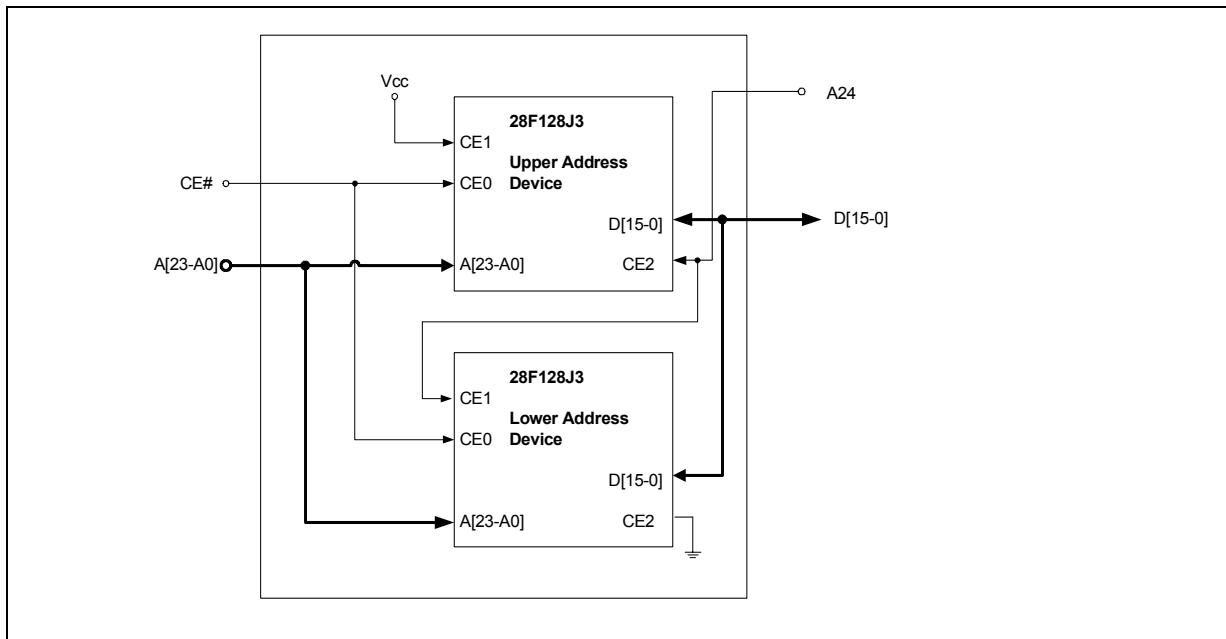 Vcc
A24
28F128J3
CE1
Upper Address
Device
CE#
CE0
D[15-0]
D[15-0]
A[23-A0]
A[23-A0]
CE2
28F128J3
CE1
Lower Address
Device
CE0
D[15-0]
A[23-A0]
CE2